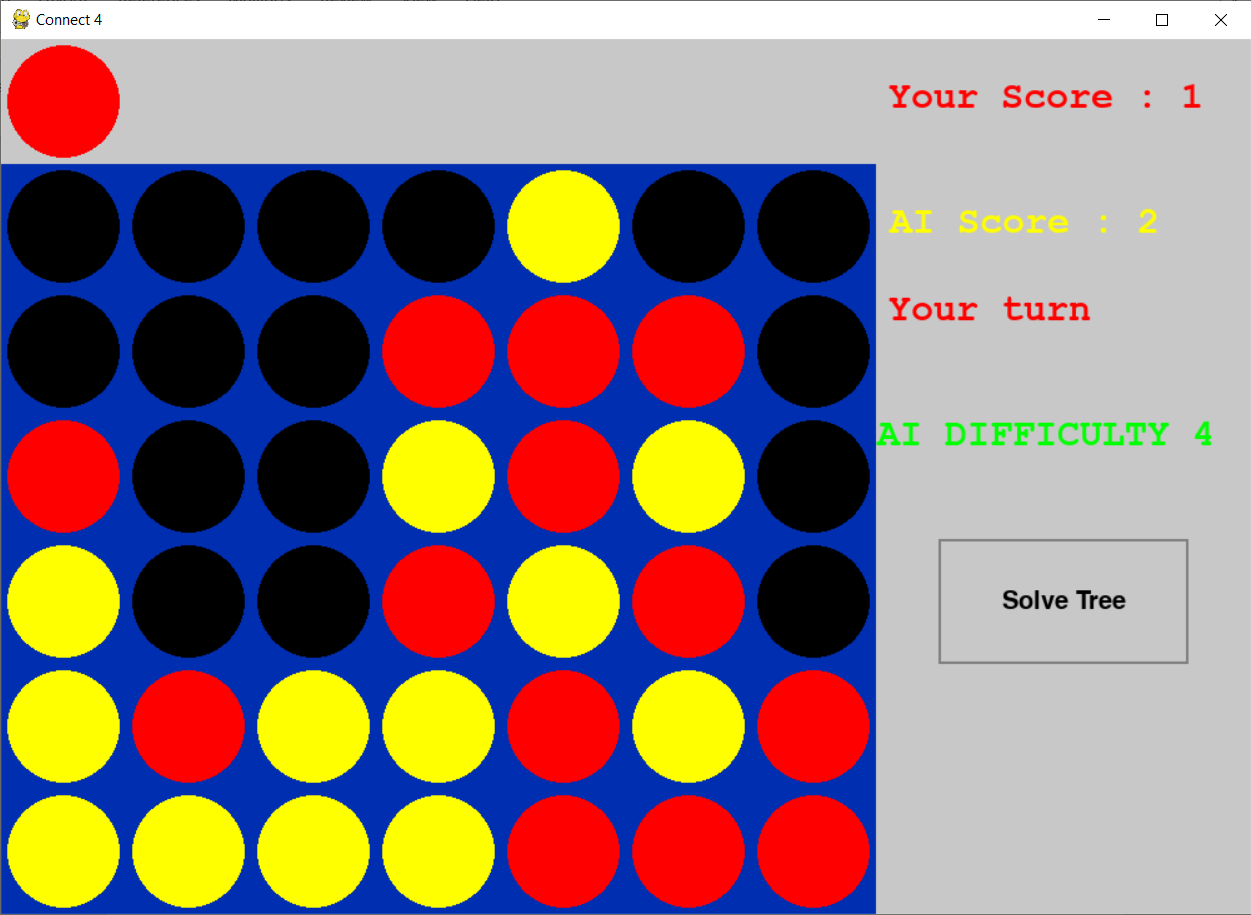 Connect 4
Your Score : 1
AI Score : 2
Your turn
AI DIFFICULTY 4
Solve Tree